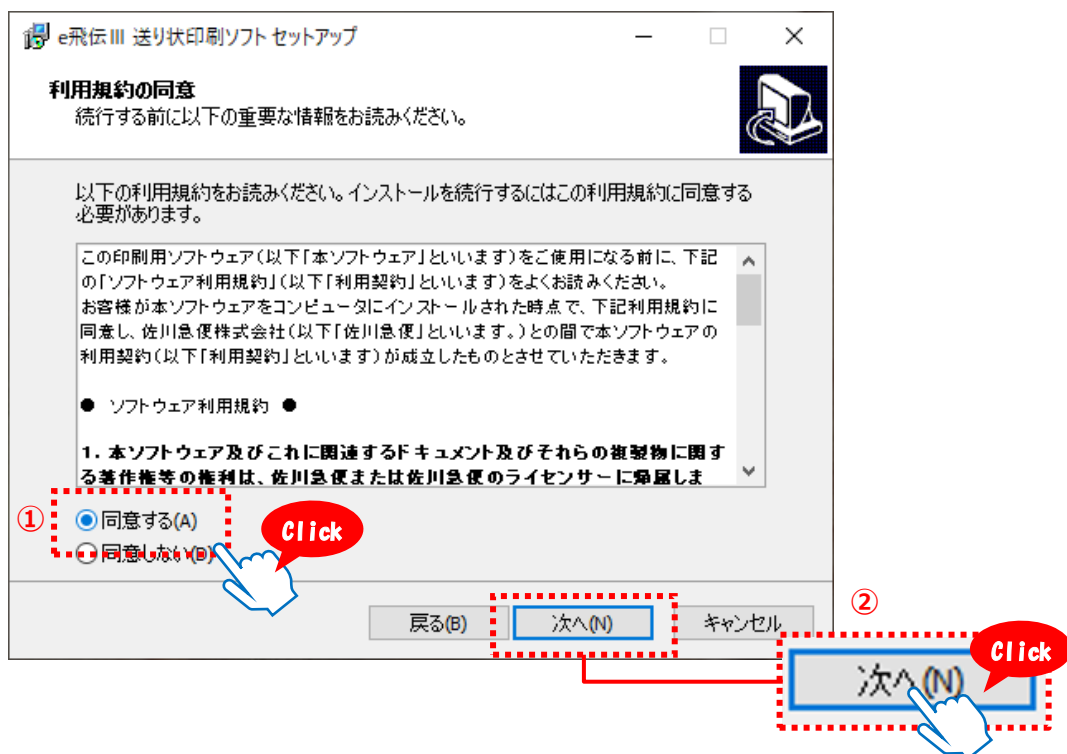 e飛伝Ⅲ 送り状印刷ソフト セットアップ
利用規約の同意
続行する前に以下の重要な情報をお読みください。
以下の利用規約をお読みください。インストールを続行するにはこの利用規約に同意する
必要があります。
この印刷用ソフトウェア(以下「本ソフトウェア」といいます)をご使用になる前に、下記
の「ソフトウェア利用規約」(以下「利用契約」といいます)をよくお読みください。
お客様が本ソフトウェアをコンピュータにインストールされた時点で、下記利用規約に
同意し、佐川急便株式会社(以下「佐川急便」といいます。)との間で本ソフトウェアの
利用契約(以下「利用契約」といいます)が成立したものとさせていただきます。
● ソフトウェア利用規約 ●
1. 本ソフトウェア及びこれに関連するドキュメント及びそれらの複製物に関す
る著作権等の権利は、佐川急便または佐川急便のライセンサーに帰属しま
① 同意する(A)
Click
同意しない(D)
戻る(B) 次へ(N) キャンセル
②
Click
次へ(N)